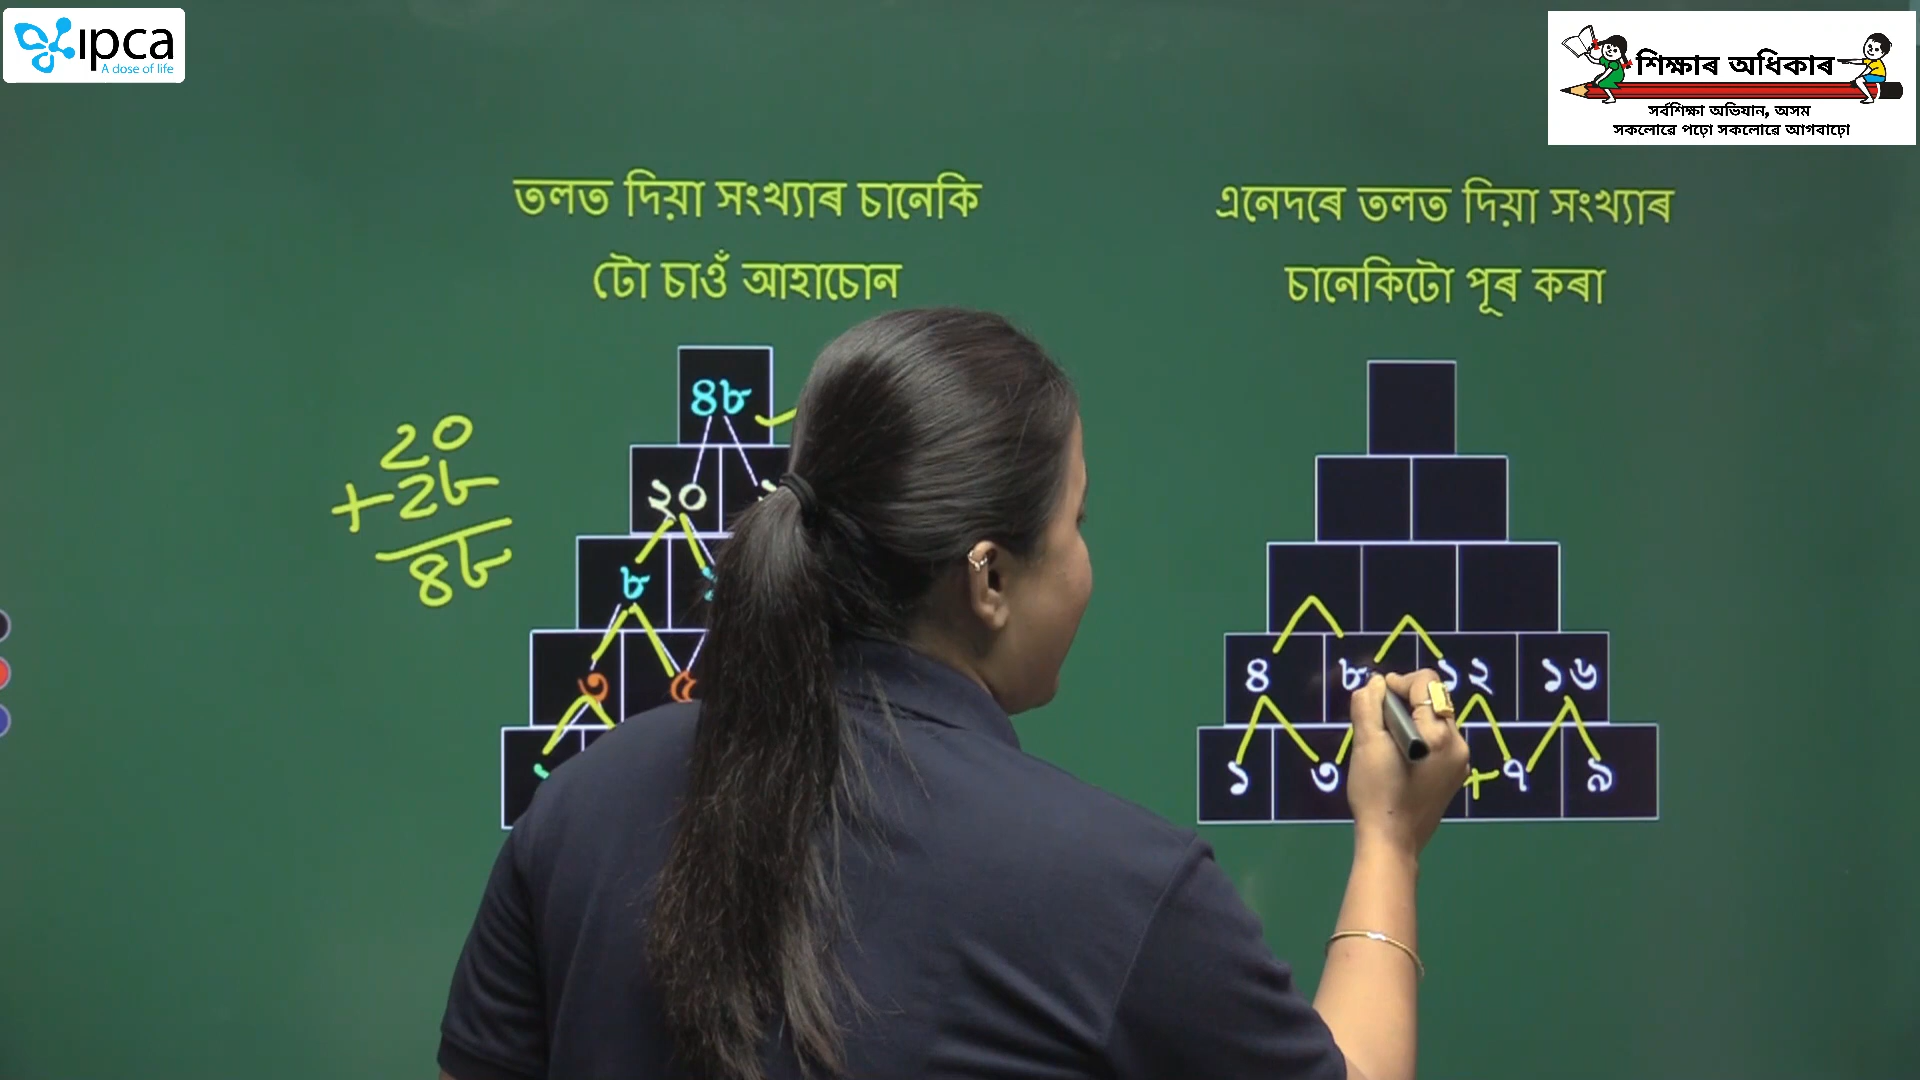 ipca
A dose of life
শিক্ষাৰ অধিকাৰ
সৰ্বশিক্ষা অভিযান, অসম
সকলোৱে পঢ়ো সকলোৱে আগবাঢ়ো
তলত দিয়া সংখ্যাৰ চানেকি
টো চাওঁ আহাচোন
২০
+২৮
৪৮
৪৮
২০
৮
৩ ৫
এনেদৰে তলত দিয়া সংখ্যাৰ
চানেকিটো পূৰ কৰা
৪ ৮ ১২ ১৬
১ ৩ + ৭ ৯